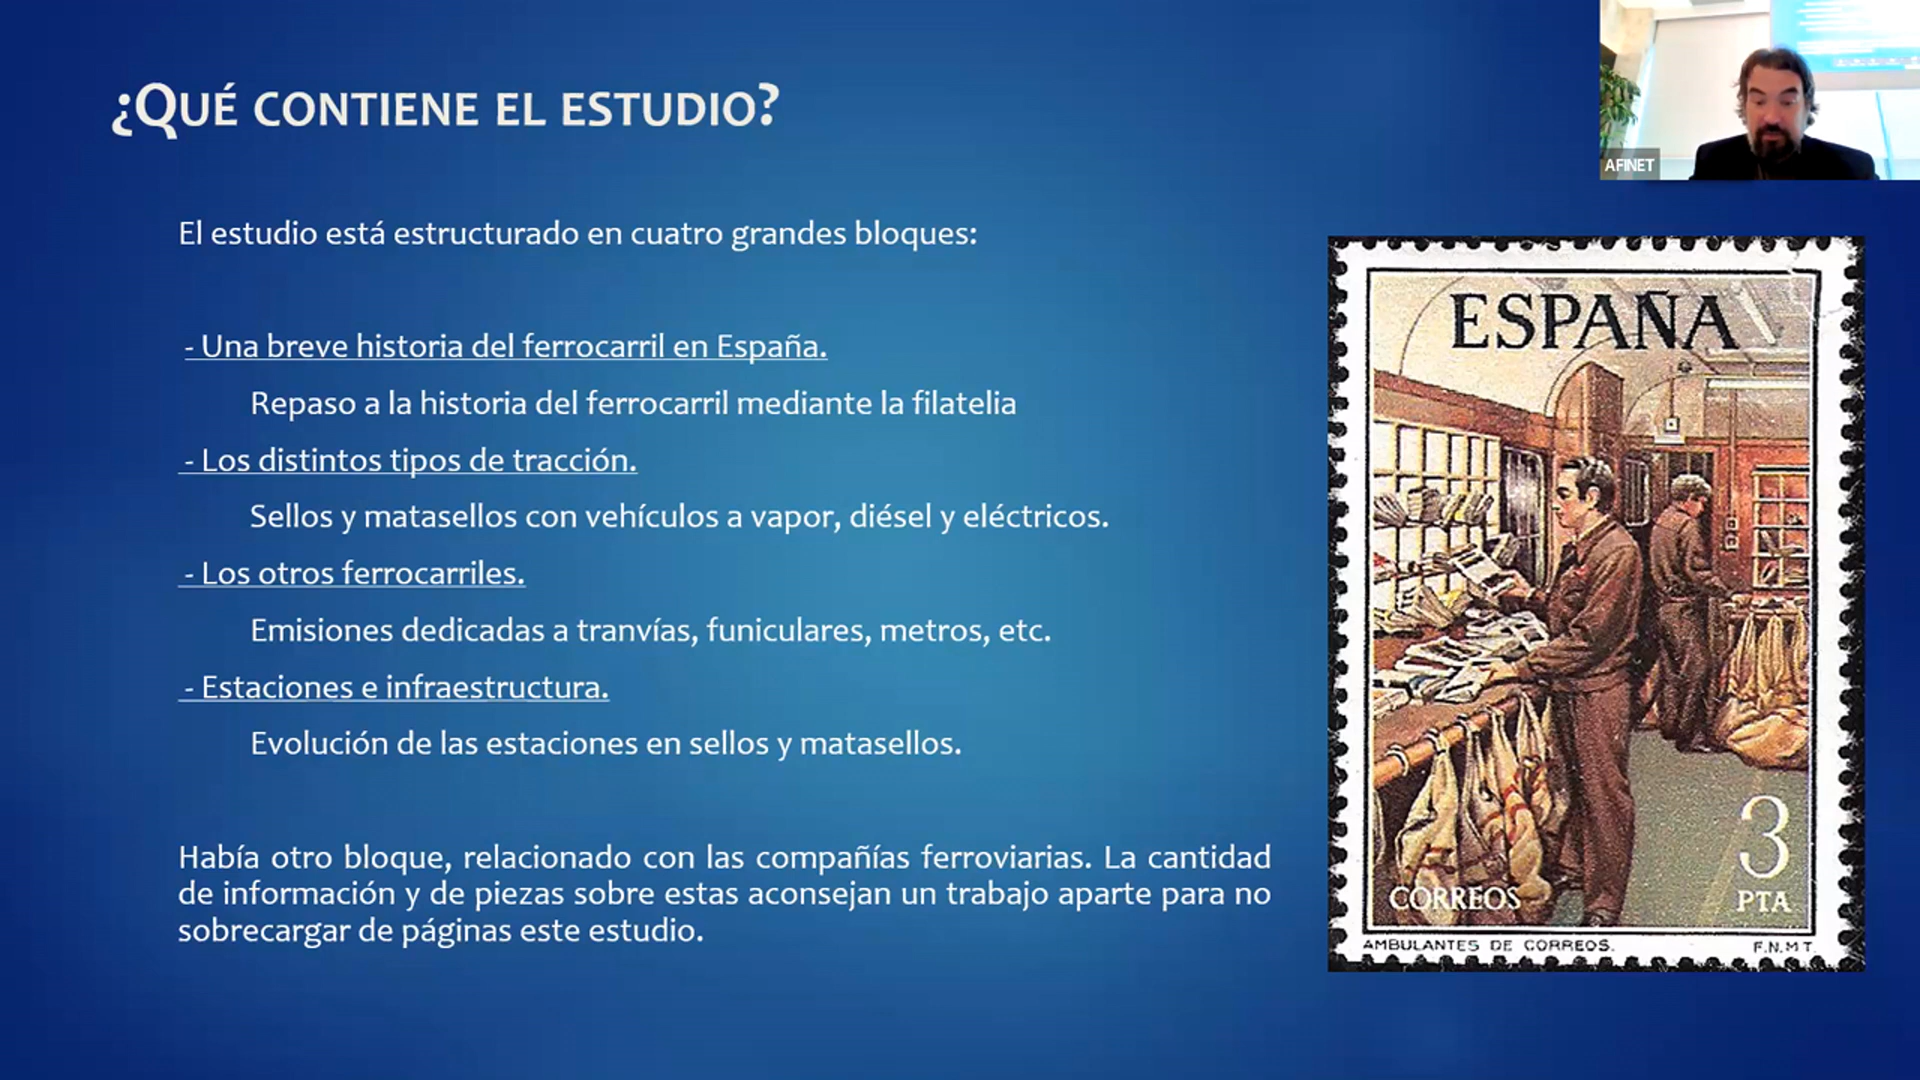 ¿QUÉ CONTIENE EL ESTUDIO?
AFINET
El estudio está estructurado en cuatro grandes bloques:
- Una breve historia del ferrocarril en España.
Repaso a la historia del ferrocarril mediante la filatelia
- Los distintos tipos de tracción.
Sellos y matasellos con vehículos a vapor, diésel y eléctricos.
- Los otros ferrocarriles.
Emisiones dedicadas a tranvías, funiculares, metros, etc.
- Estaciones e infraestructura.
Evolución de las estaciones en sellos y matasellos.
Había otro bloque, relacionado con las compañías ferroviarias. La cantidad
de información y de piezas sobre estas aconsejan un trabajo aparte para no
sobrecargar de páginas este estudio.
ESPAÑA
3
CORREOS
PTA
AMBULANTES DE CORREOS.
F.N.M.T.